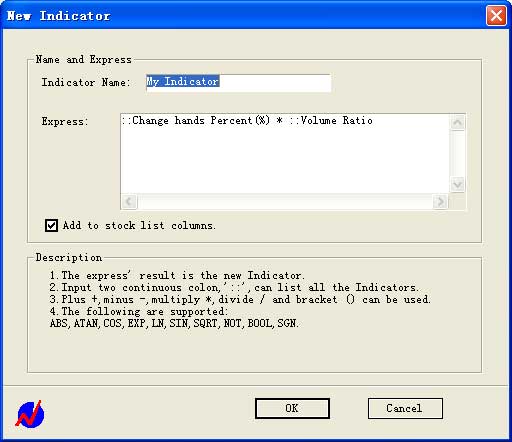 New Indicator
Name and Express
Indicator Name: My Indicator
Express: ::Change hands Percent(%) * ::Volume Ratio
Add to stock list columns.
Description
1.The express' result is the new Indicator.
2.Input two continuous colon,'::',can list all the Indicators.
3.Plus +,minus -,multiply *,divide / and bracket () can be used.
4.The following are supported:
ABS,ATAN,COS,EXP,LN,SIN,SQRT,NOT,BOOL,SGN.
OK Cancel